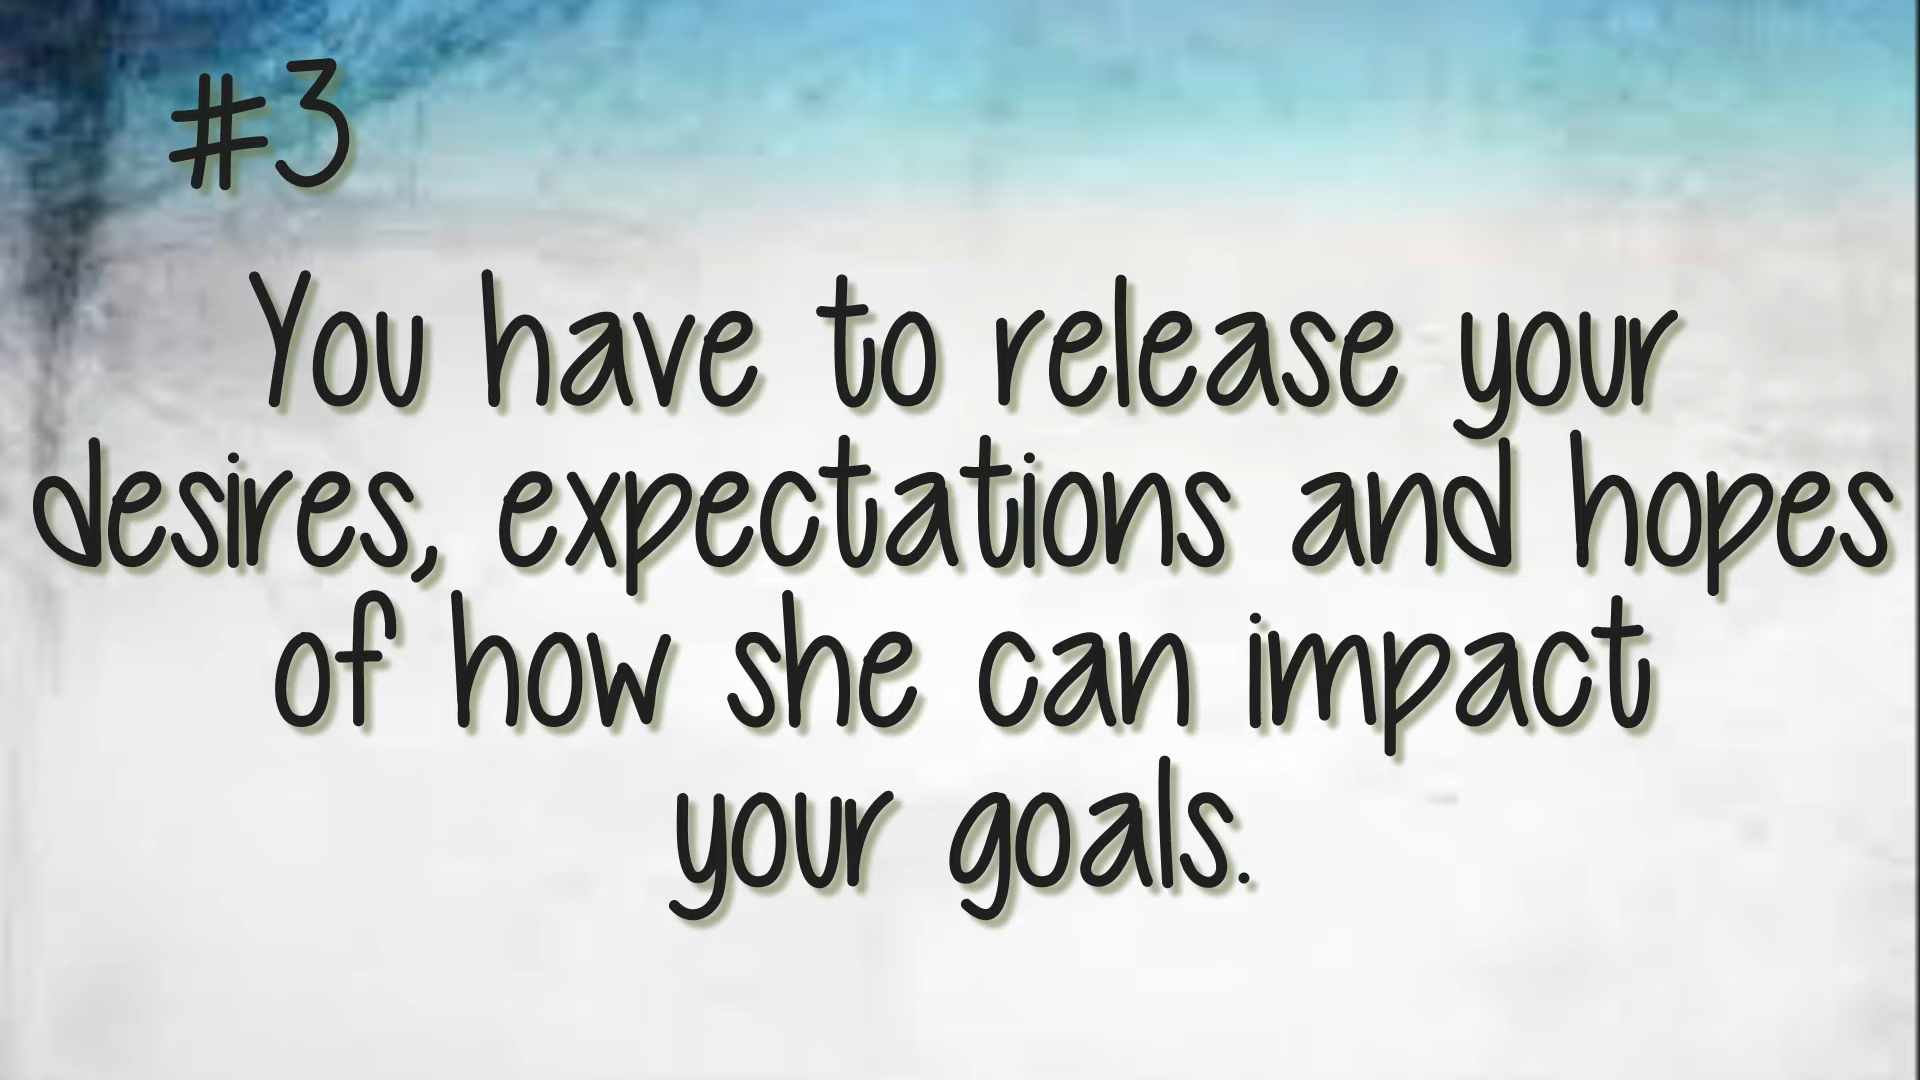 #3
You have to release your
desires, expectations and hopes
of how she can impact
your goals.